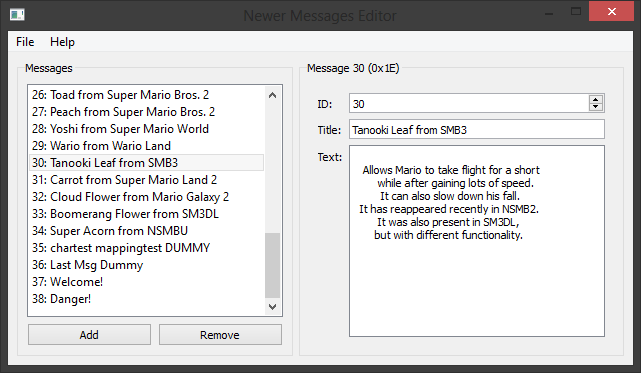 Newer Messages Editor
File Help
Messages
26: Toad from Super Mario Bros. 2
27: Peach from Super Mario Bros. 2
28: Yoshi from Super Mario World
29: Wario from Wario Land
30: Tanooki Leaf from SMB3
31: Carrot from Super Mario Land 2
32: Cloud Flower from Mario Galaxy 2
33: Boomerang Flower from SM3DL
34: Super Acorn from NSMBU
35: chartest mappingtest DUMMY
36: Last Msg Dummy
37: Welcome!
38: Danger!
Add Remove
Message 30 (0x1E)
ID: 30
Title: Tanooki Leaf from SMB3
Text:
Allows Mario to take flight for a short
while after gaining lots of speed.
It can also slow down his fall.
It has reappeared recently in NSMB2.
It was also present in SM3DL,
but with different functionality.